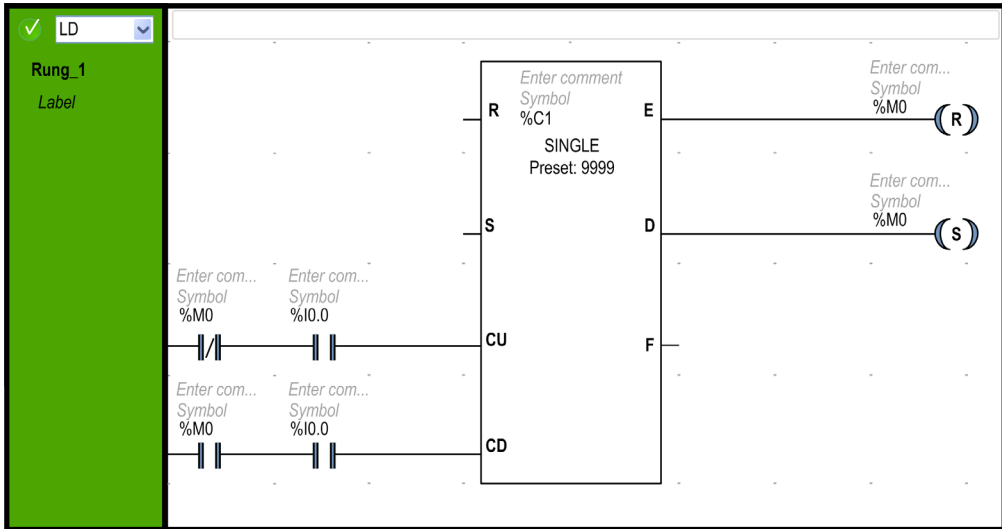 LD
Rung_1
Label
Enter comment
Symbol
%C1
SINGLE
Preset: 9999
R
E
S
D
CU
F
CD
Enter com...
Symbol
%M0
R
Enter com...
Symbol
%M0
S
Enter com...
Symbol
%M0
Enter com...
Symbol
%I0.0
Enter com...
Symbol
%M0
Enter com...
Symbol
%I0.0